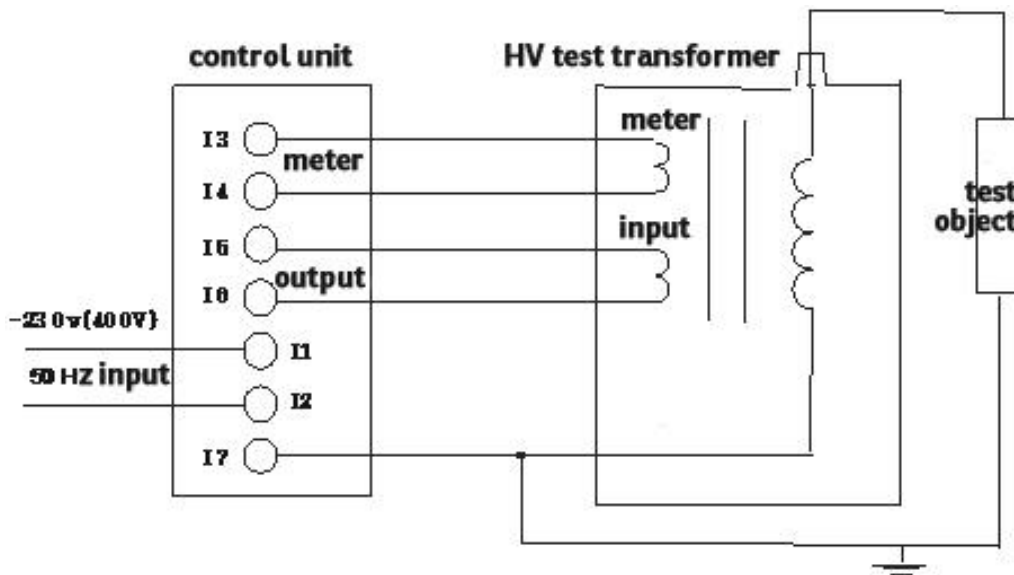 control unit
HV test transformer
I3
meter
I4
meter
I5
input
output
I6
test
object
-230v(400V)
I1
50 Hz input
I2
I7